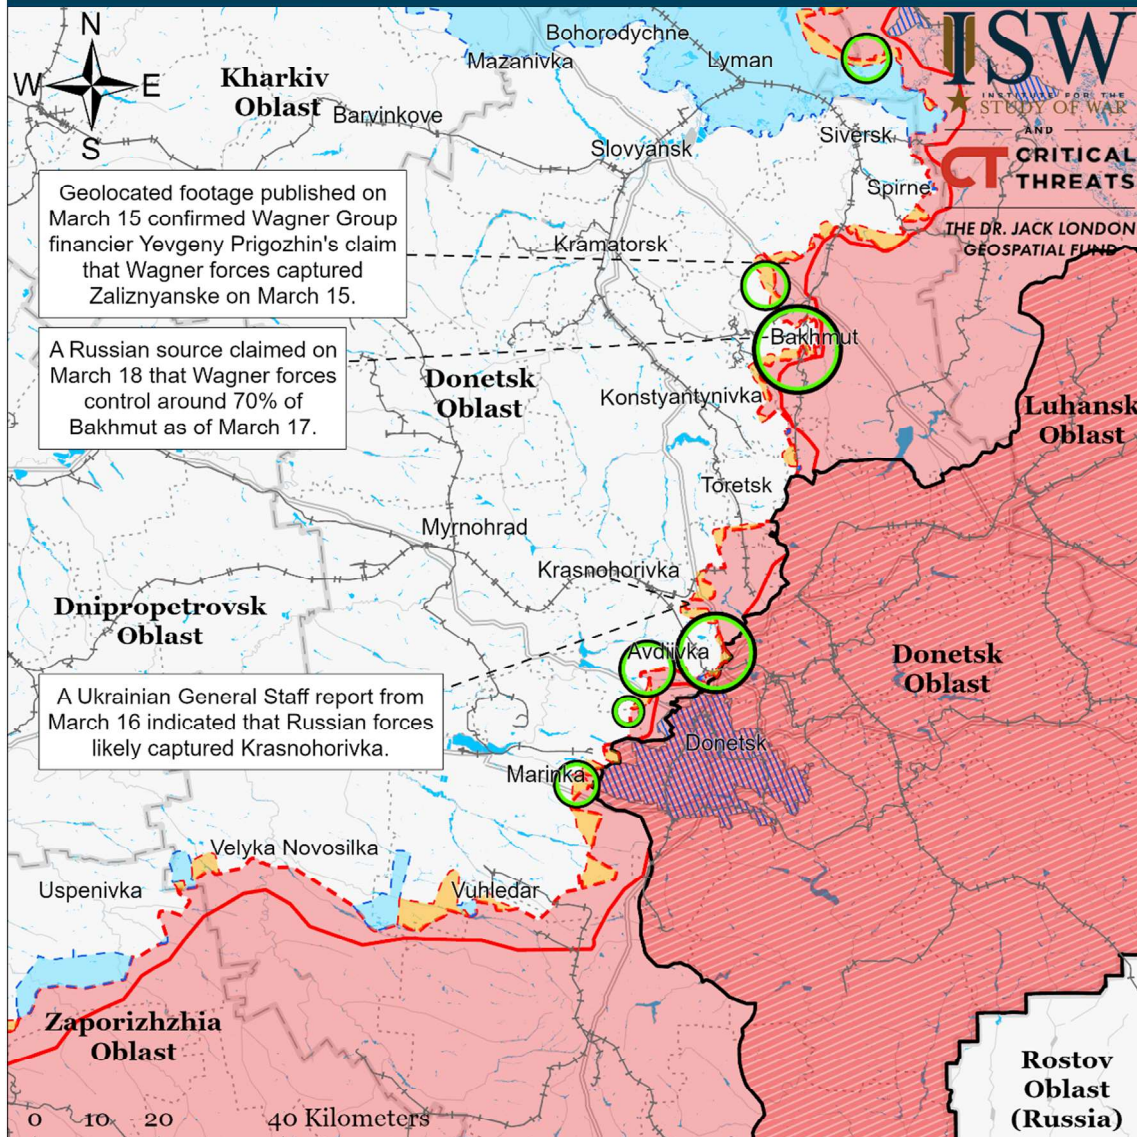 N
W E
S
ISW
INSTITUTE FOR THE
STUDY OF WAR
AND
CT CRITICAL
THREATS
THE DR. JACK LONDON
GEOSPATIAL FUND
Bohorodychne
Mazanivka
Lyman
Kharkiv
Oblast
Barvinkove
Slovyansk
Siversk
Spirne
Geolocated footage published on
March 15 confirmed Wagner Group
financier Yevgeny Prigozhin's claim
that Wagner forces captured
Zaliznyanske on March 15.
Kramatorsk
A Russian source claimed on
March 18 that Wagner forces
control around 70% of
Bakhmut as of March 17.
Bakhmut
Donetsk
Oblast
Konstyantynivka
Luhansk
Oblast
Toretsk
Myrnohrad
Krasnohorivka
Dnipropetrovsk
Oblast
Avdiivka
Donetsk
Oblast
A Ukrainian General Staff report from
March 16 indicated that Russian forces
likely captured Krasnohorivka.
Donetsk
Marinka
Velyka Novosilka
Uspenivka
Vuhledar
Zaporizhzhia
Oblast
Rostov
Oblast
(Russia)
0 10 20 40 Kilometers